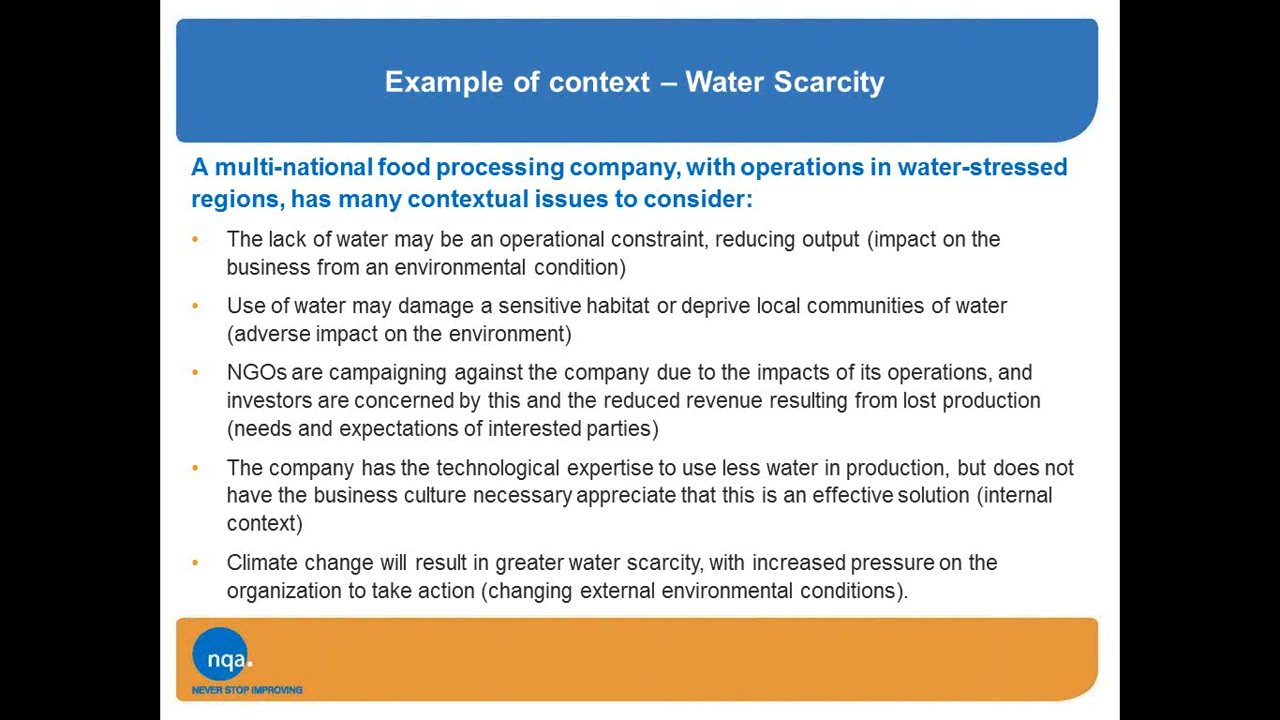 Example of context – Water Scarcity
A multi-national food processing company, with operations in water-stressed
regions, has many contextual issues to consider:
• The lack of water may be an operational constraint, reducing output (impact on the
business from an environmental condition)
• Use of water may damage a sensitive habitat or deprive local communities of water
(adverse impact on the environment)
• NGOs are campaigning against the company due to the impacts of its operations, and
investors are concerned by this and the reduced revenue resulting from lost production
(needs and expectations of interested parties)
• The company has the technological expertise to use less water in production, but does not
have the business culture necessary appreciate that this is an effective solution (internal
context)
• Climate change will result in greater water scarcity, with increased pressure on the
organization to take action (changing external environmental conditions).
nqa.
NEVER STOP IMPROVING